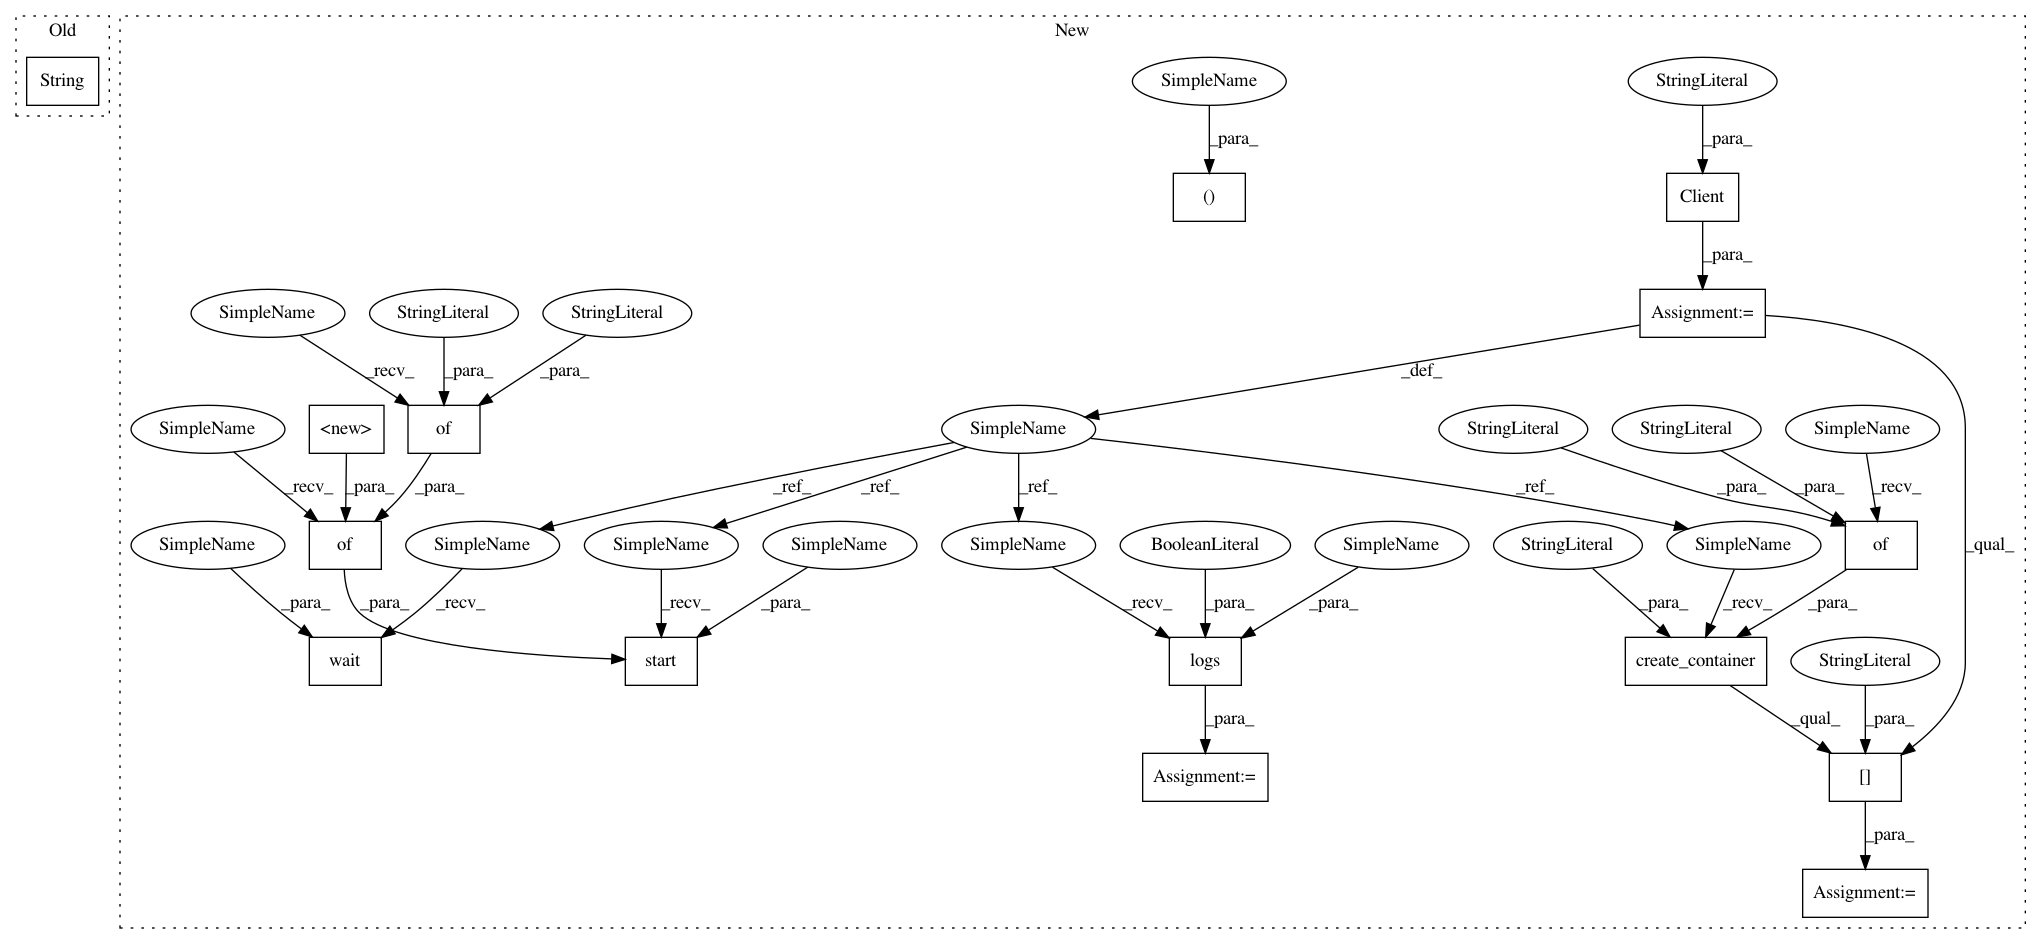 Old
New
String
SimpleName
StringLiteral
_para_
_para_
()
Client
_para_
SimpleName
StringLiteral
StringLiteral
Assignment:=
_recv_
_para_
_para_
_def_
SimpleName
<new>
of
SimpleName
StringLiteral
StringLiteral
SimpleName
_recv_
_para_
_para_
_ref_
_ref_
_ref_
_ref_
_para_
_para_
_recv_
SimpleName
of
SimpleName
SimpleName
SimpleName
SimpleName
BooleanLiteral
SimpleName
StringLiteral
SimpleName
of
_qual_
_para_
_para_
_recv_
_recv_
_para_
_recv_
_para_
_para_
_para_
_recv_
_para_
wait
start
logs
create_container
StringLiteral
_para_
_qual_
_para_
Assignment:=
[]
_para_
Assignment:=